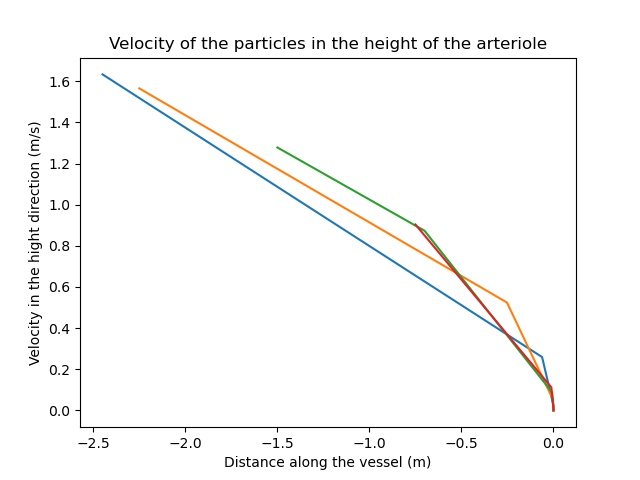 Velocity of the particles in the height of the arteriole
Velocity in the hight direction (m/s)
1.6
1.4
1.2
1.0
0.8
0.6
0.4
0.2
0.0
−2.5 −2.0 −1.5 −1.0 −0.5 0.0
Distance along the vessel (m)